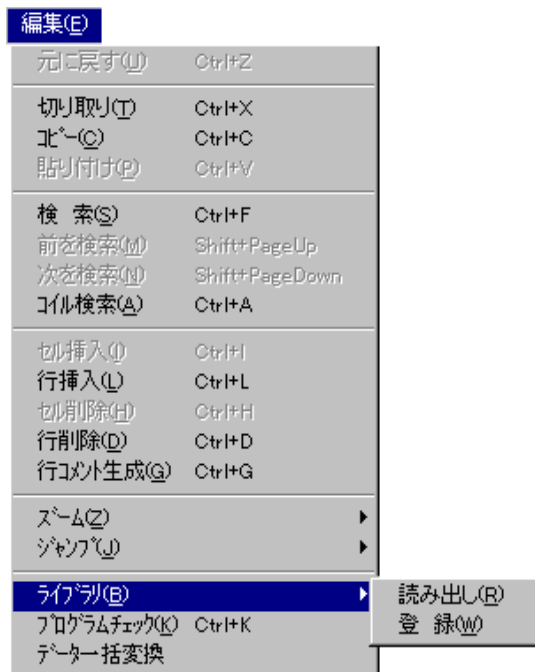 編集(E)
元に戻す(U) Ctrl+Z
切り取り(T) Ctrl+X
ｺﾋﾟｰ(C) Ctrl+C
貼り付け(P) Ctrl+V
検 索(S) Ctrl+F
前を検索(M) Shift+PageUp
次を検索(N) Shift+PageDown
ｺｲﾙ検索(A) Ctrl+A
ｾﾙ挿入(I) Ctrl+I
行挿入(L) Ctrl+L
ｾﾙ削除(H) Ctrl+H
行削除(D) Ctrl+D
行ｺﾒﾝﾄ生成(G) Ctrl+G
ｽﾞｰﾑ(Z)
ｼﾞｬﾝﾌﾟ(J)
ﾗｲﾌﾞﾗﾘ(B)
読み出し(R)
登 録(W)
ﾌﾟﾛｸﾞﾗﾑﾁｪｯｸ(K) Ctrl+K
ﾃﾞｰﾀ一括変換